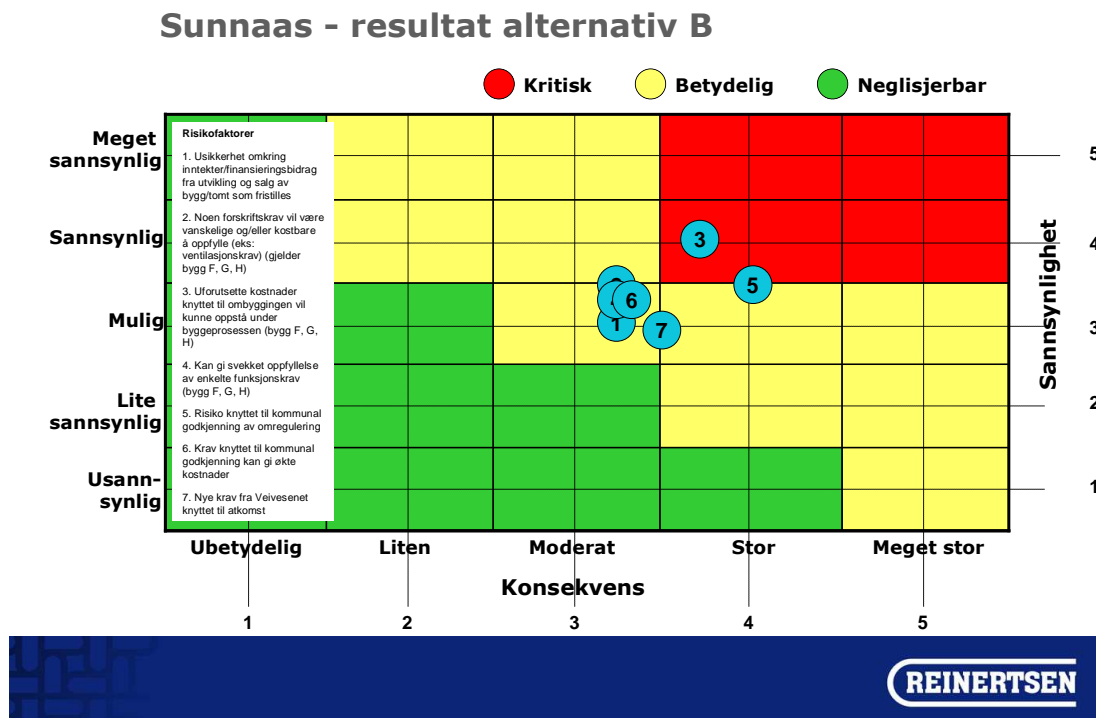 Sunnaas - resultat alternativ B
Kritisk
Betydelig
Neglisjerbar
Meget
sannsynlig
Sannsynlig
Mulig
Lite
sannsynlig
Usann-
synlig
Risikofaktorer
1. Usikkerhet omkring
inntekter/finansieringsbidrag
fra utvikling og salg av
bygg/tomt som fristilles
2. Noen forskriftskrav vil være
vanskelige og/eller kostbare
å oppfylle (eks:
ventilasjonskrav) (gjelder
bygg F, G, H)
3. Uforutsette kostnader
knyttet til ombyggingen vil
kunne oppstå under
byggeprosessen (bygg F, G,
H)
4. Kan gi svekket oppfyllelse
av enkelte funksjonskrav
(bygg F, G, H)
5. Risiko knyttet til kommunal
godkjenning av omregulering
6. Krav knyttet til kommunal
godkjenning kan gi økte
kostnader
7. Nye krav fra Veivesenet
knyttet til atkomst
3
5
6
1
7
5
4
3
2
1
Sannsynlighet
Ubetydelig
Liten
Moderat
Stor
Meget stor
Konsekvens
1
2
3
4
5
REINERTSEN